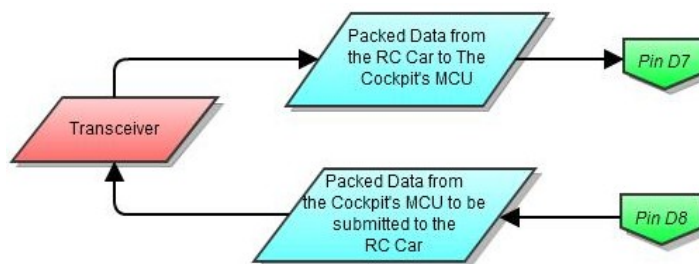 Packed Data from
the RC Car to The
Cockpit's MCU
Pin D7
Transceiver
Packed Data from
the Cockpit's MCU to be
submitted to the
RC Car
Pin D8